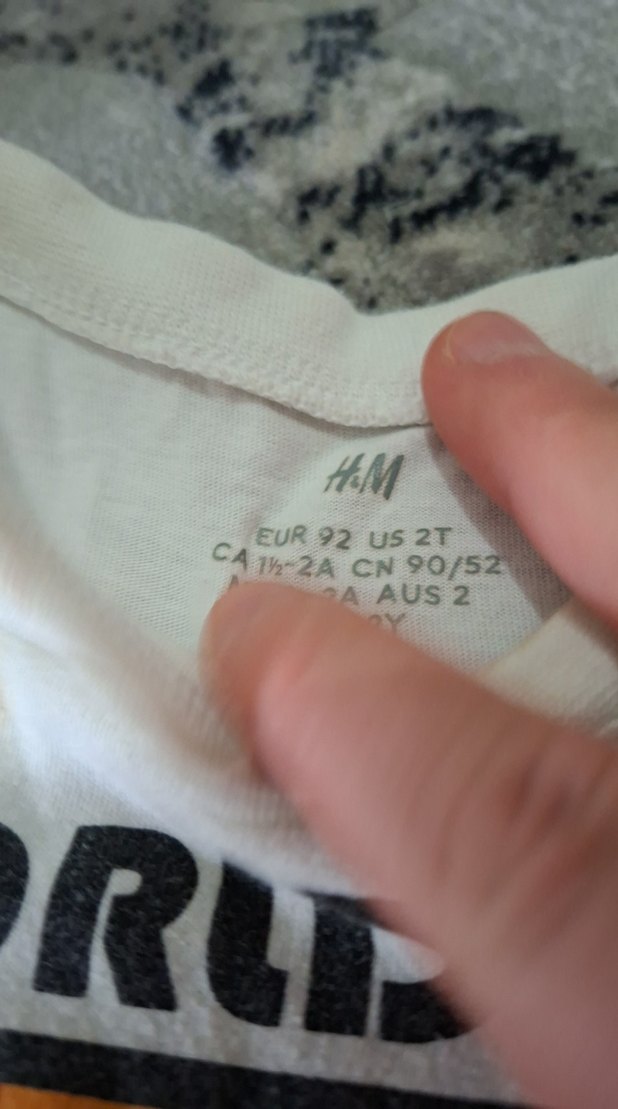 H&M
EUR 92 US 2T
CA 1½-2A CN 90/52
AUS 2
ORLD